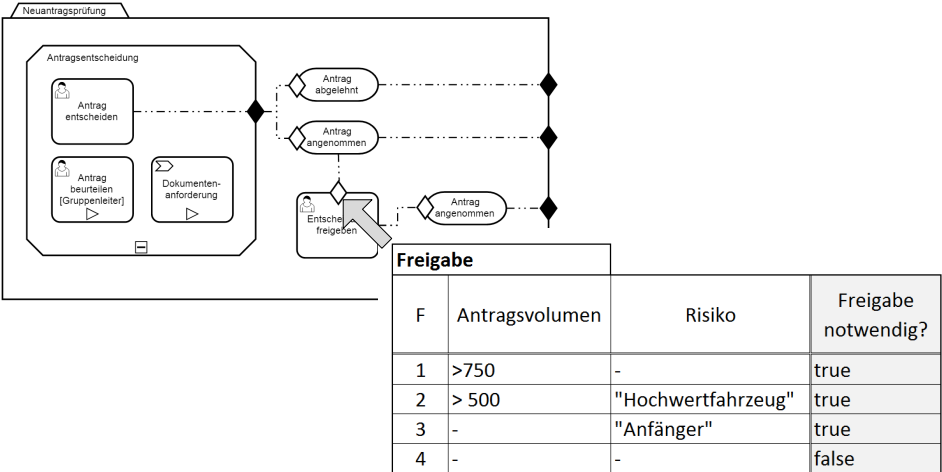 Neuantragsprüfung
Antragsentscheidung
Antrag
entscheiden
Antrag
beurteilen
[Gruppenleiter]
Dokumenten-
anforderung
Antrag
abgelehnt
Antrag
angenommen
freigeben
Antrag
angenommen
Freigabe
F Antragsvolumen Risiko Freigabe
notwendig?
1 >750 - true
2 > 500 "Hochwertfahrzeug" true
3 - "Anfänger" true
4 - - false